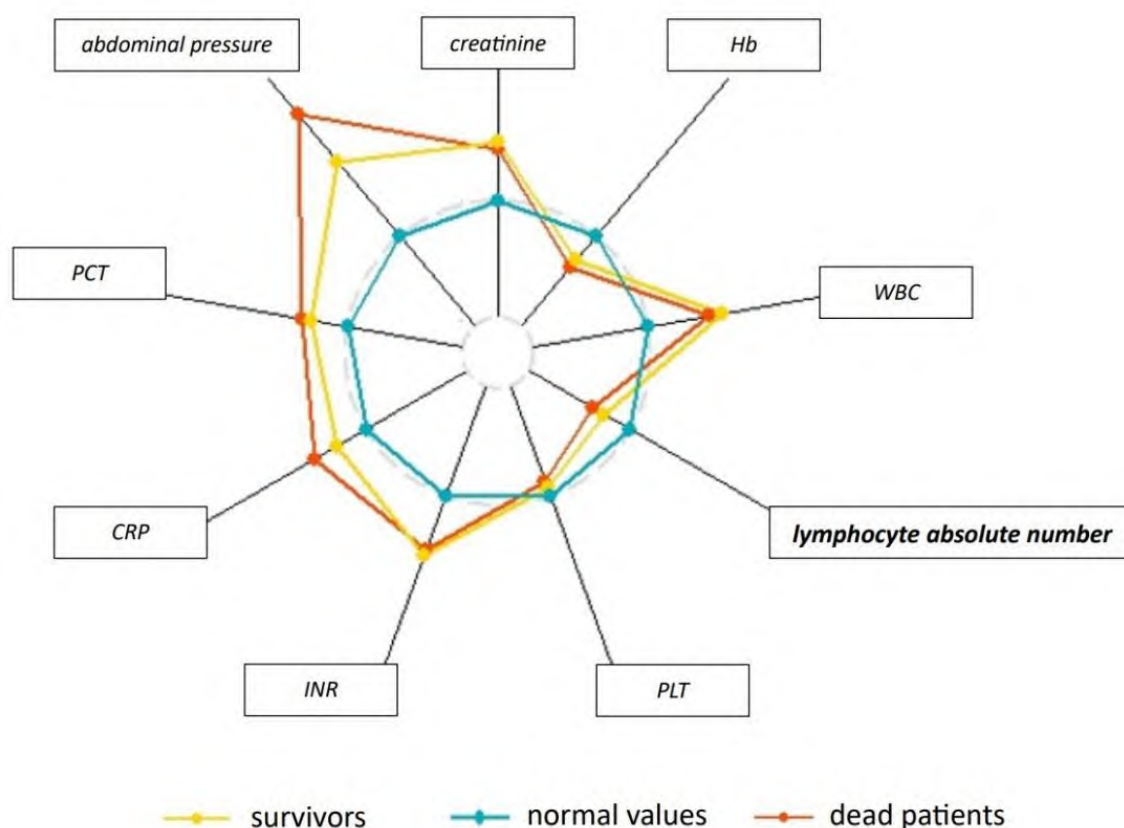 abdominal pressure
creatinine
Hb
PCT
WBC
CRP
lymphocyte absolute number
INR
PLT
survivors
normal values
dead patients